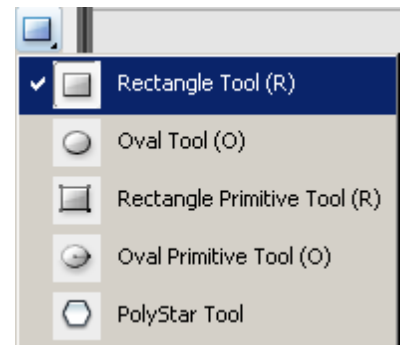 Rectangle Tool (R)
Oval Tool (O)
Rectangle Primitive Tool (R)
Oval Primitive Tool (O)
PolyStar Tool